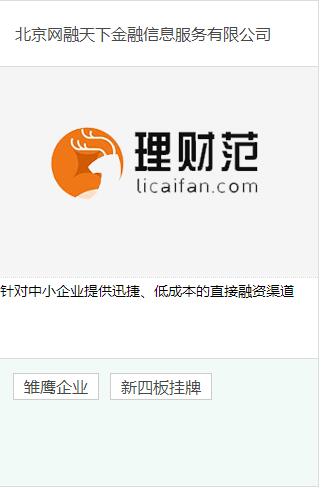 北京网融天下金融信息服务有限公司
理财范
licaifan.com
针对中小企业提供迅捷、低成本的直接融资渠道
雏鹰企业
新四板挂牌